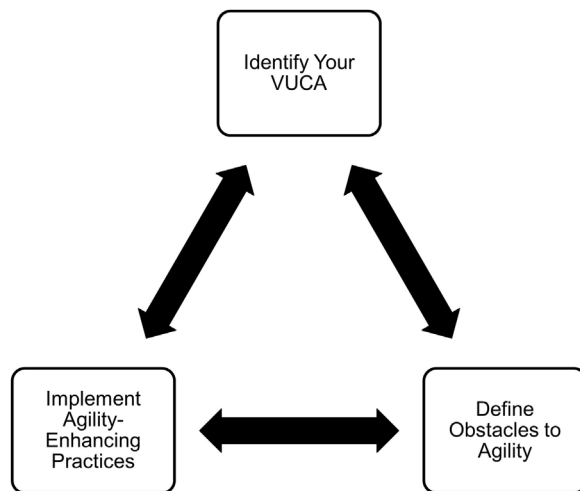 Identify Your
VUCA
Implement
Agility-
Enhancing
Practices
Define
Obstacles to
Agility